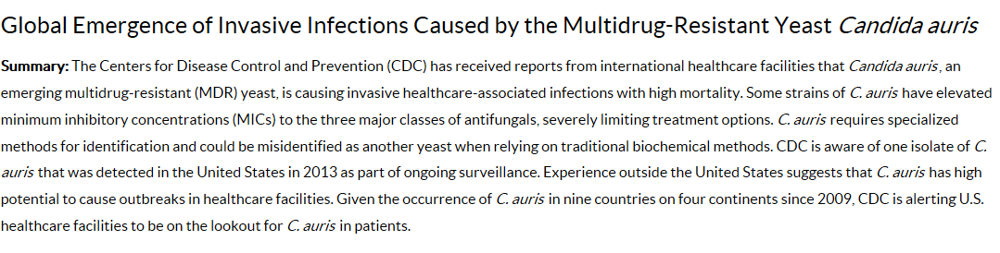 Global Emergence of Invasive Infections Caused by the Multidrug-Resistant Yeast Candida auris
Summary: The Centers for Disease Control and Prevention (CDC) has received reports from international healthcare facilities that Candida auris, an
emerging multidrug-resistant (MDR) yeast, is causing invasive healthcare-associated infections with high mortality. Some strains of C. auris have elevated
minimum inhibitory concentrations (MICs) to the three major classes of antifungals, severely limiting treatment options. C. auris requires specialized
methods for identification and could be misidentified as another yeast when relying on traditional biochemical methods. CDC is aware of one isolate of C.
auris that was detected in the United States in 2013 as part of ongoing surveillance. Experience outside the United States suggests that C. auris has high
potential to cause outbreaks in healthcare facilities. Given the occurrence of C. auris in nine countries on four continents since 2009, CDC is alerting U.S.
healthcare facilities to be on the lookout for C. auris in patients.